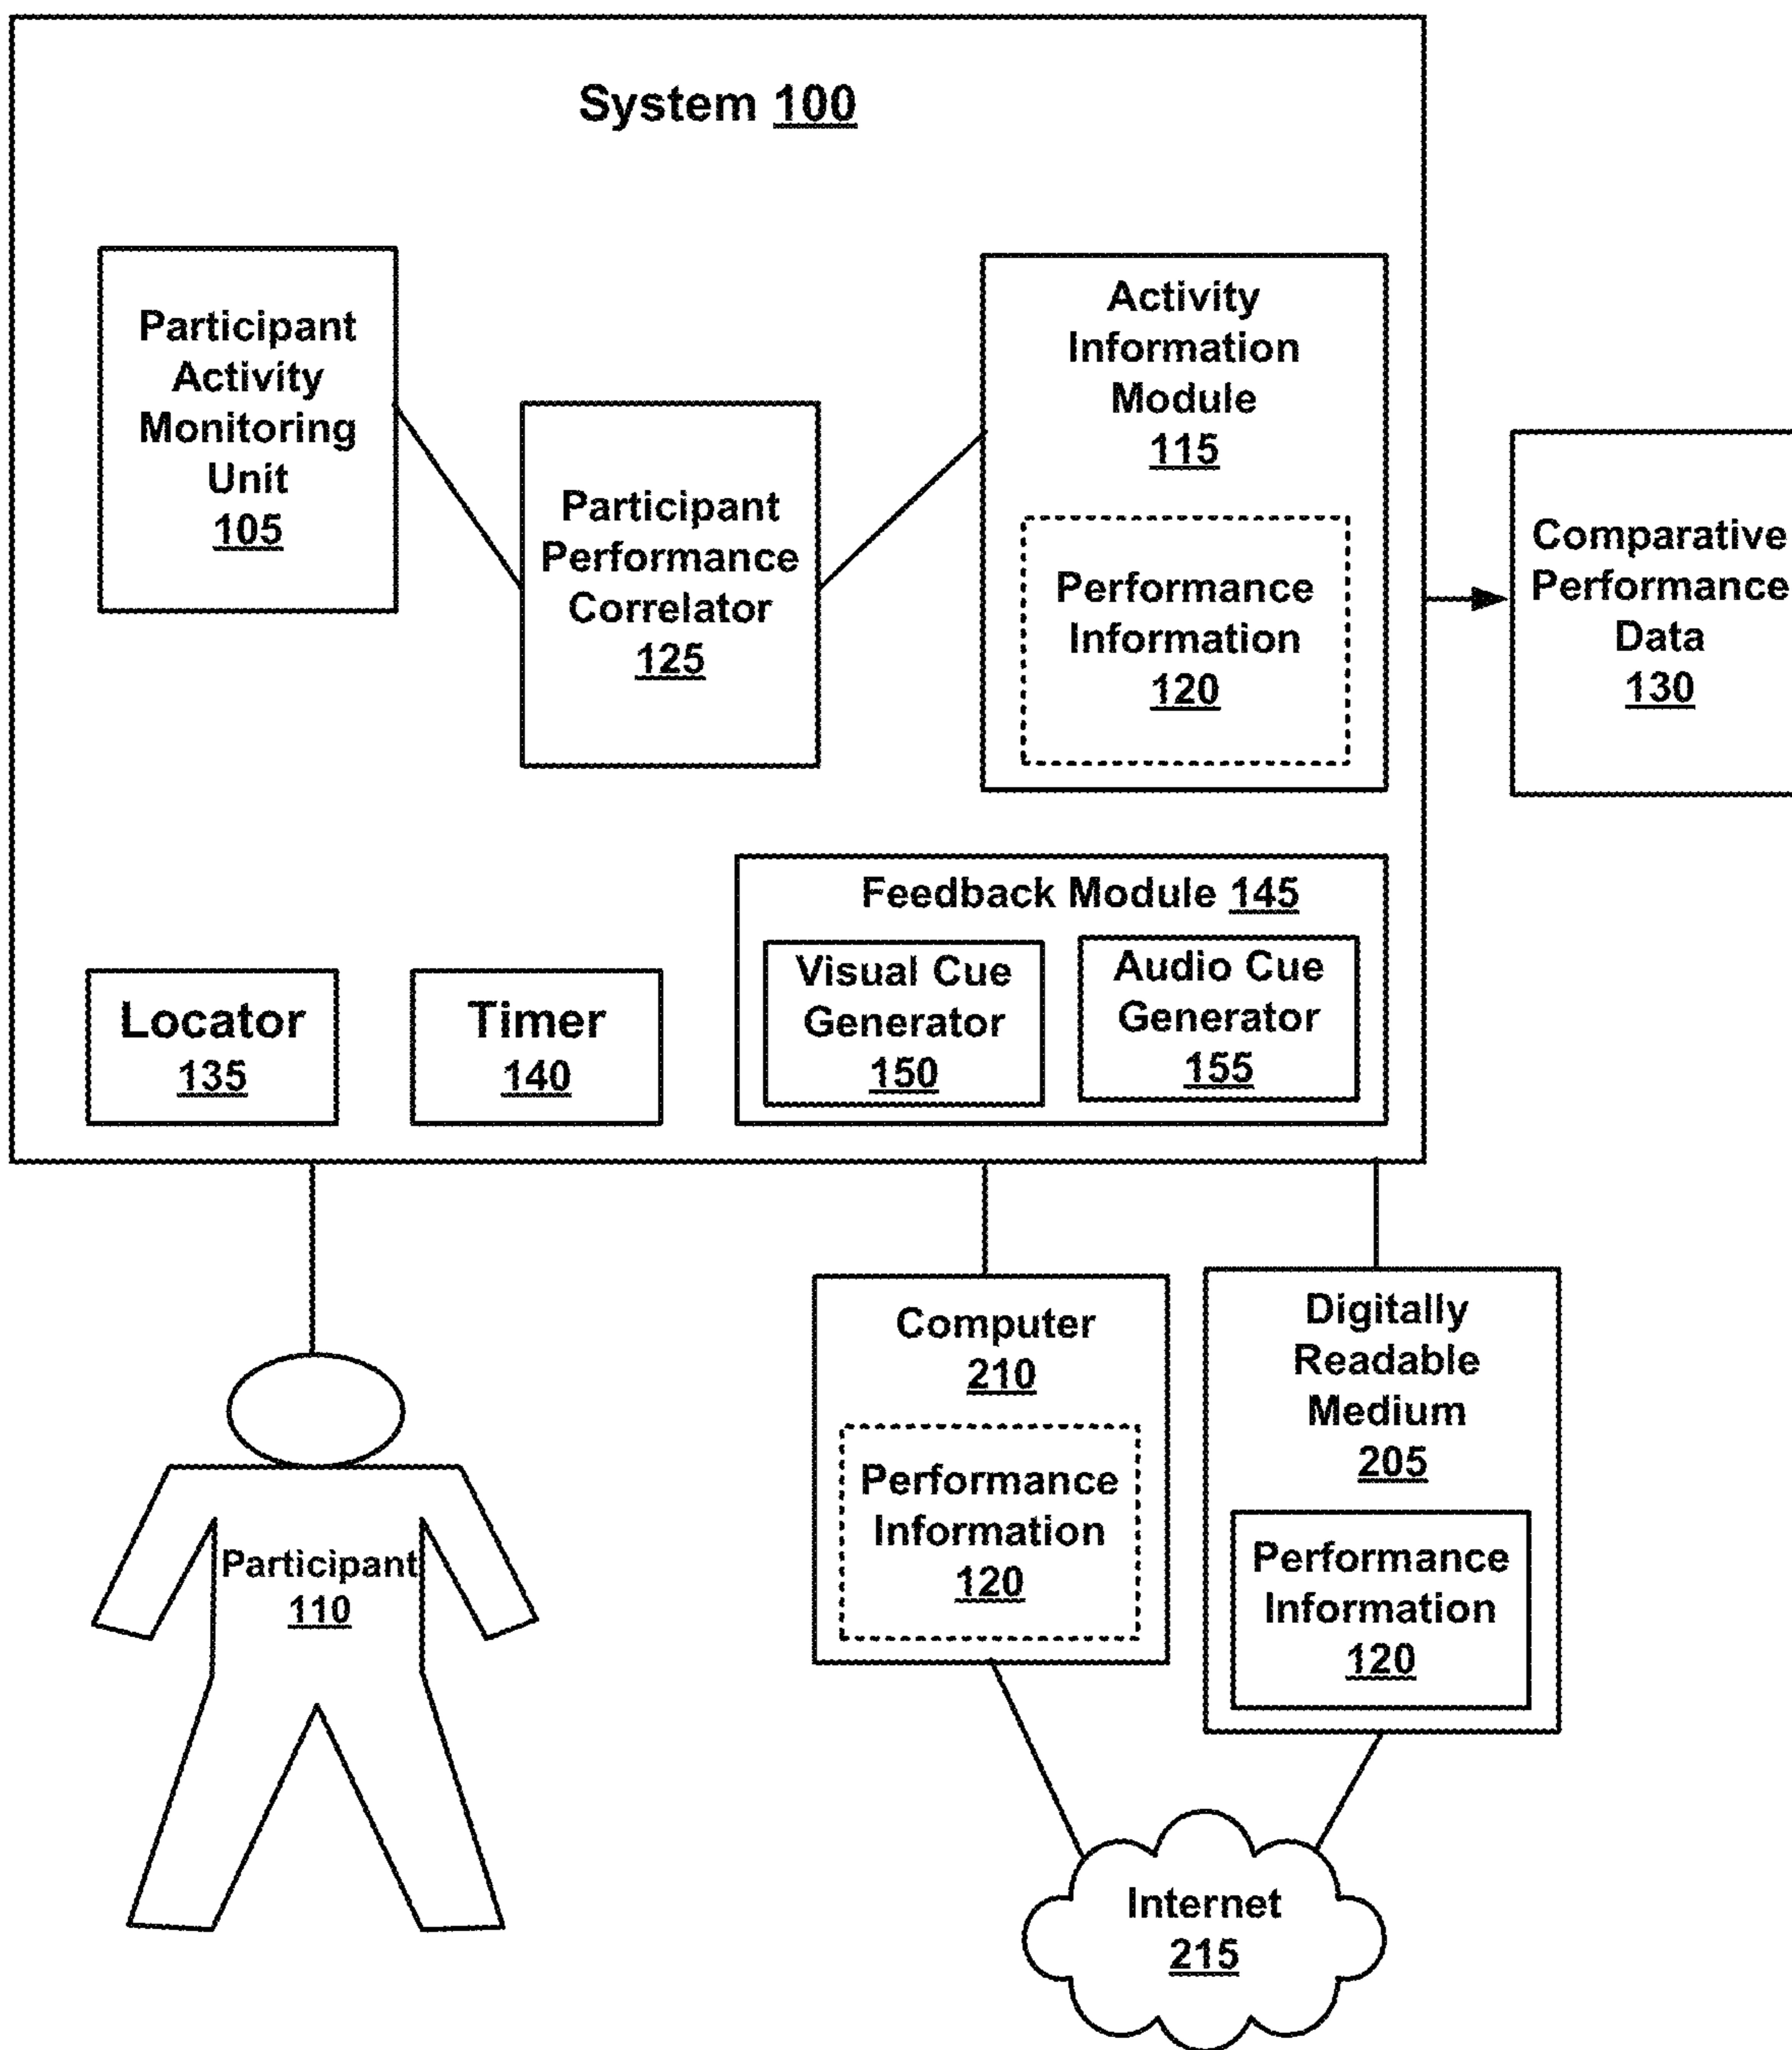 System 100
Participant
Activity
Monitoring
Unit
105
Participant
Performance
Correlator
125
Activity
Information
Module
115
Performance
Information
120
Comparative
Performance
Data
130
Locator
135
Timer
140
Feedback Module 145
Visual Cue
Generator
150
Audio Cue
Generator
155
Participant
110
Computer
210
Performance
Information
120
Digitally
Readable
Medium
205
Performance
Information
120
Internet
215